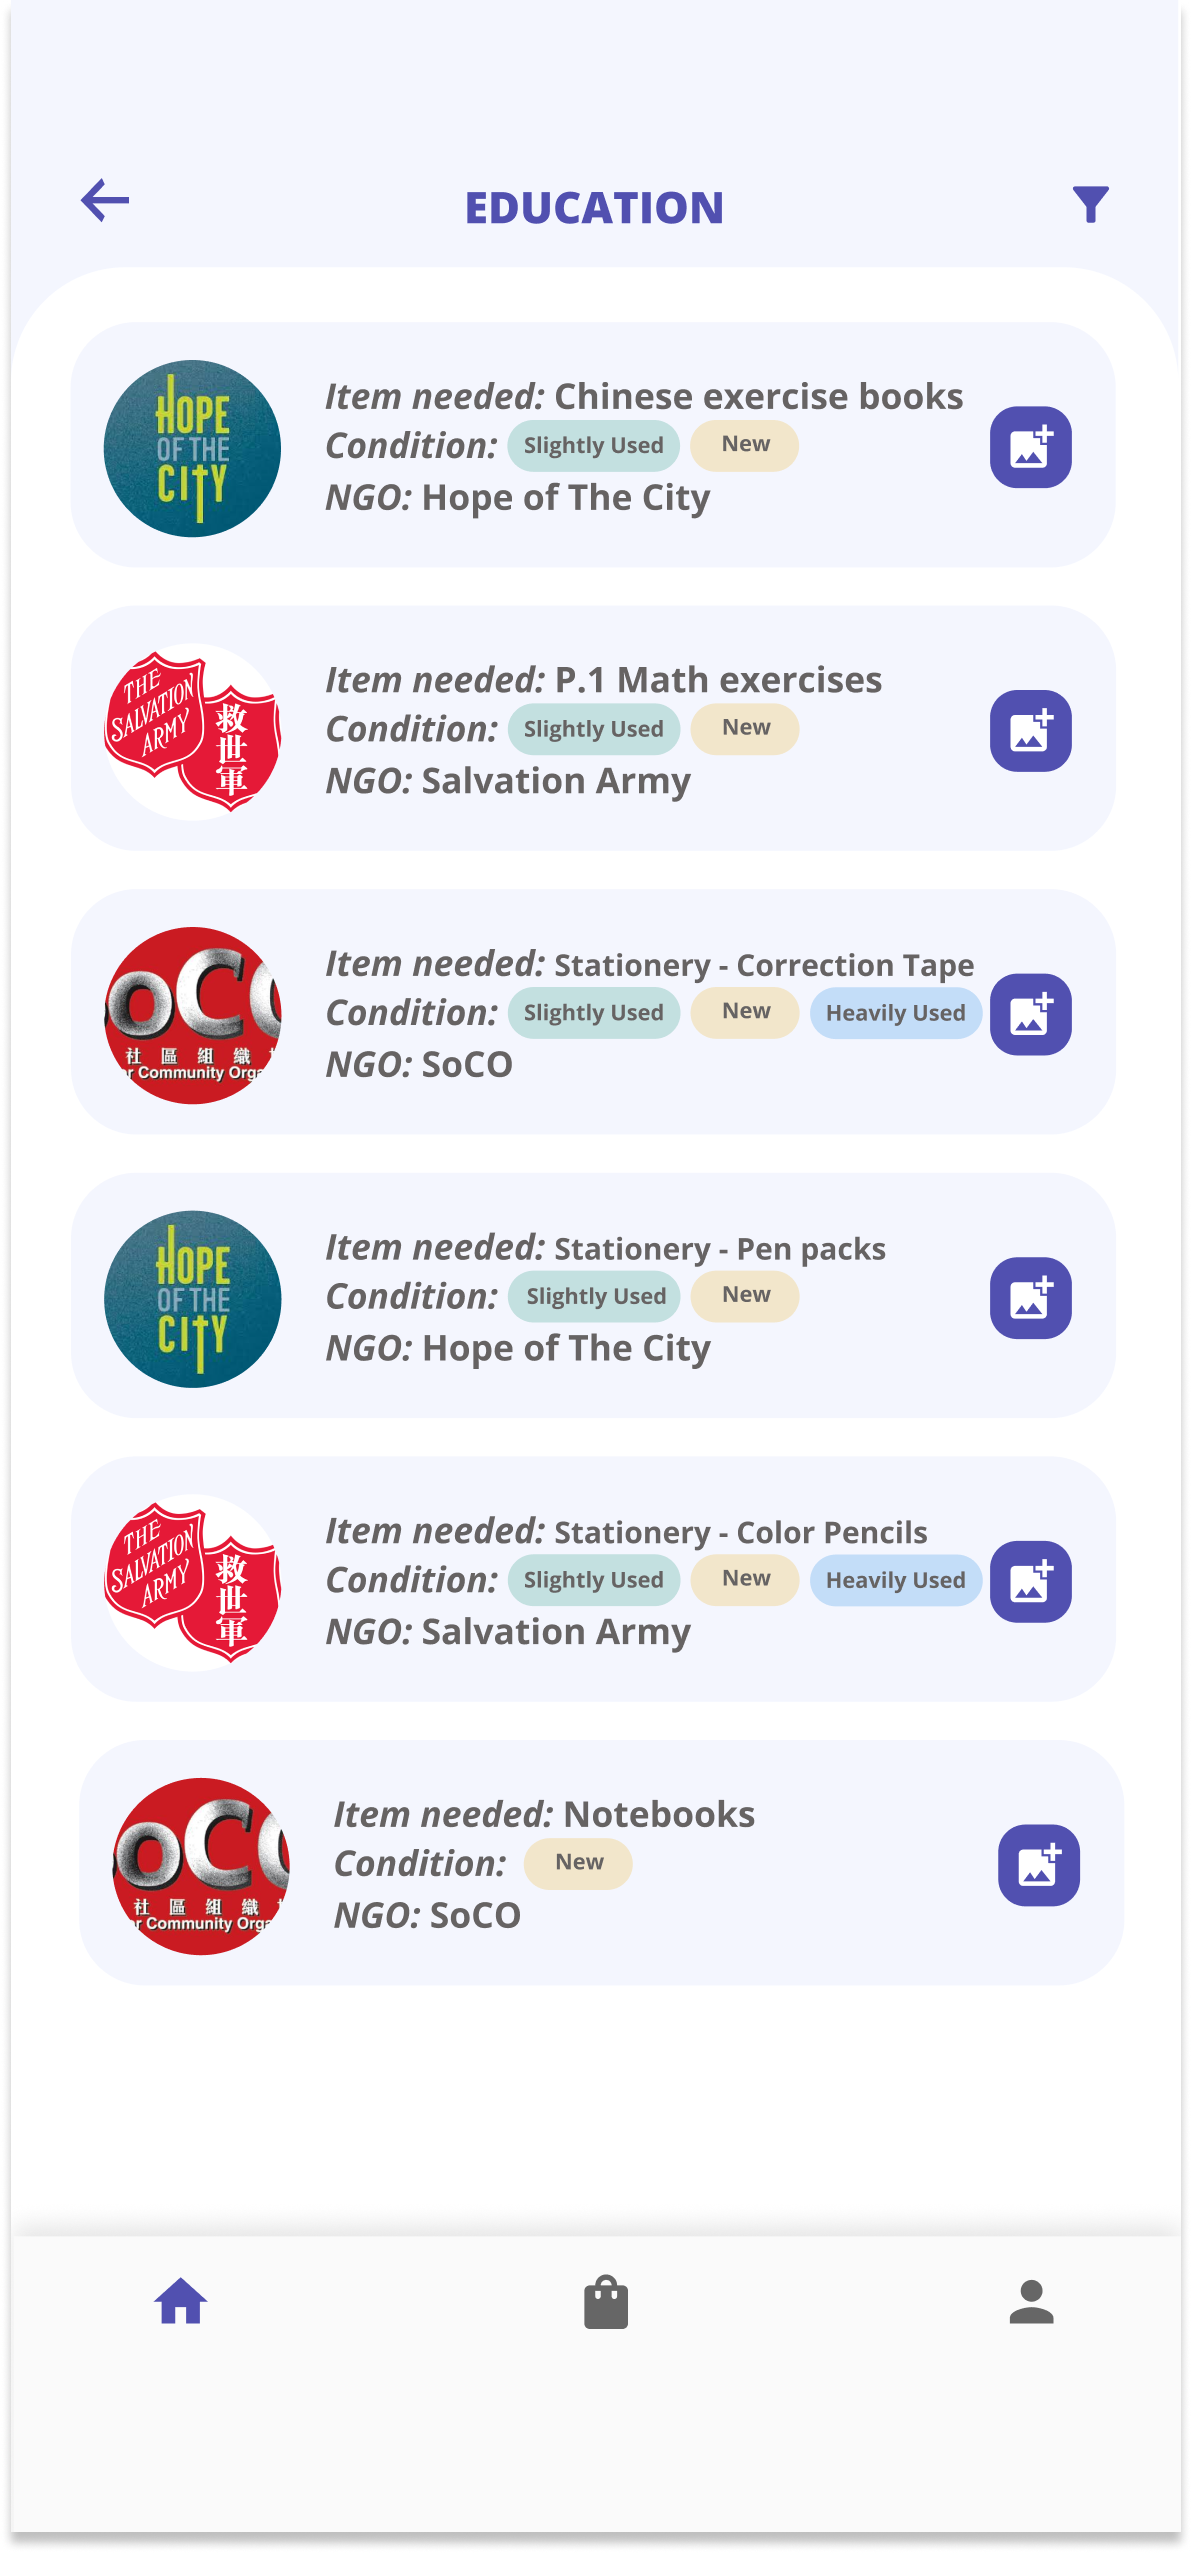 EDUCATION
HOPE
OF THE
CITY
Item needed: Chinese exercise books
Condition: Slightly Used New
NGO: Hope of The City
THE
SALVATION
ARMY
救世軍
Item needed: P.1 Math exercises
Condition: Slightly Used New
NGO: Salvation Army
oCO
社區組織
r Community Orga
Item needed: Stationery - Correction Tape
Condition: Slightly Used New Heavily Used
NGO: SoCO
HOPE
OF THE
CITY
Item needed: Stationery - Pen packs
Condition: Slightly Used New
NGO: Hope of The City
THE
SALVATION
ARMY
救世軍
Item needed: Stationery - Color Pencils
Condition: Slightly Used New Heavily Used
NGO: Salvation Army
oCO
社區組織
or Community Orga
Item needed: Notebooks
Condition: New
NGO: SoCO